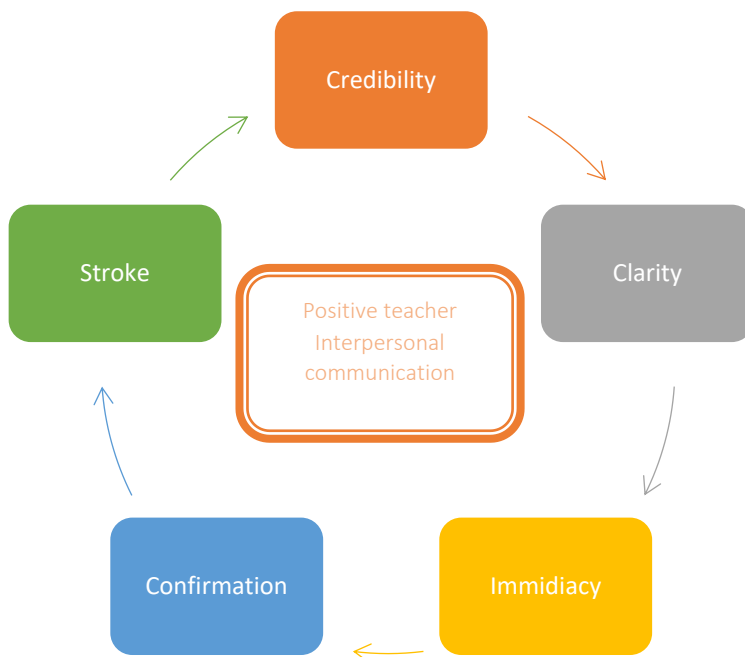 Credibility
Clarity
Immidiacy
Confirmation
Stroke
Positive teacher
Interpersonal
communication